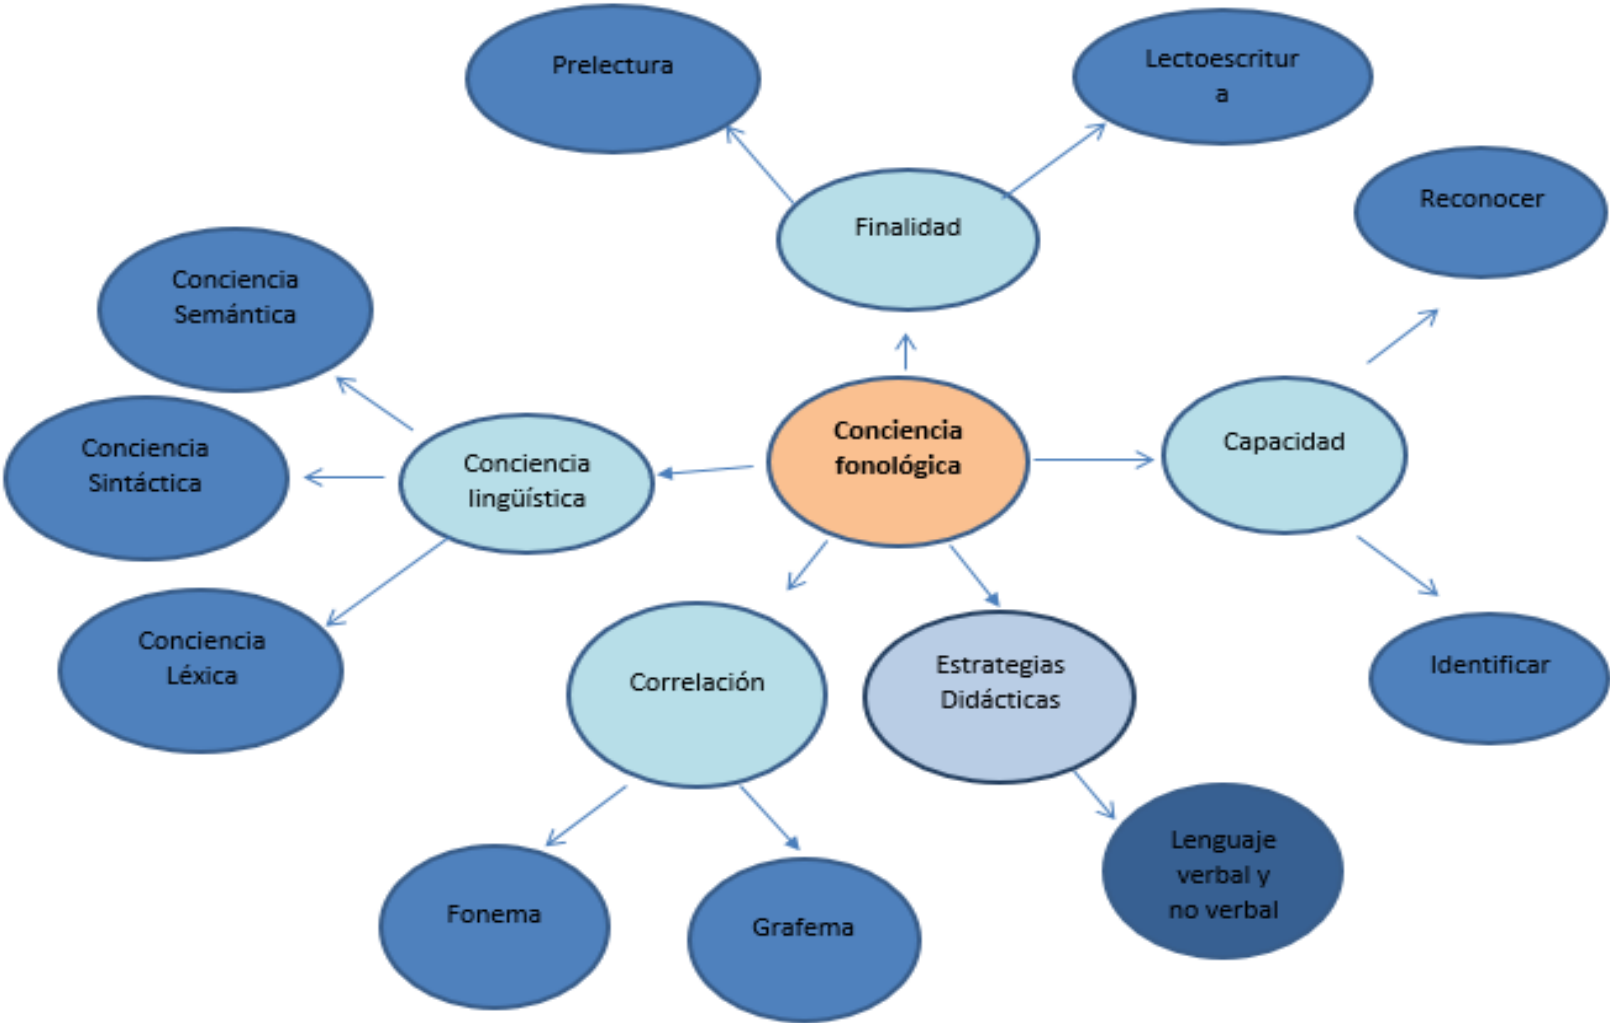 Prelectura
Lectoescritur
a
Reconocer
Finalidad
Conciencia
Semántica
Conciencia
Sintáctica
Conciencia
lingüística
Conciencia
fonológica
Capacidad
Conciencia
Léxica
Correlación
Estrategias
Didácticas
Identificar
Lenguaje
verbal y
no verbal
Fonema
Grafema